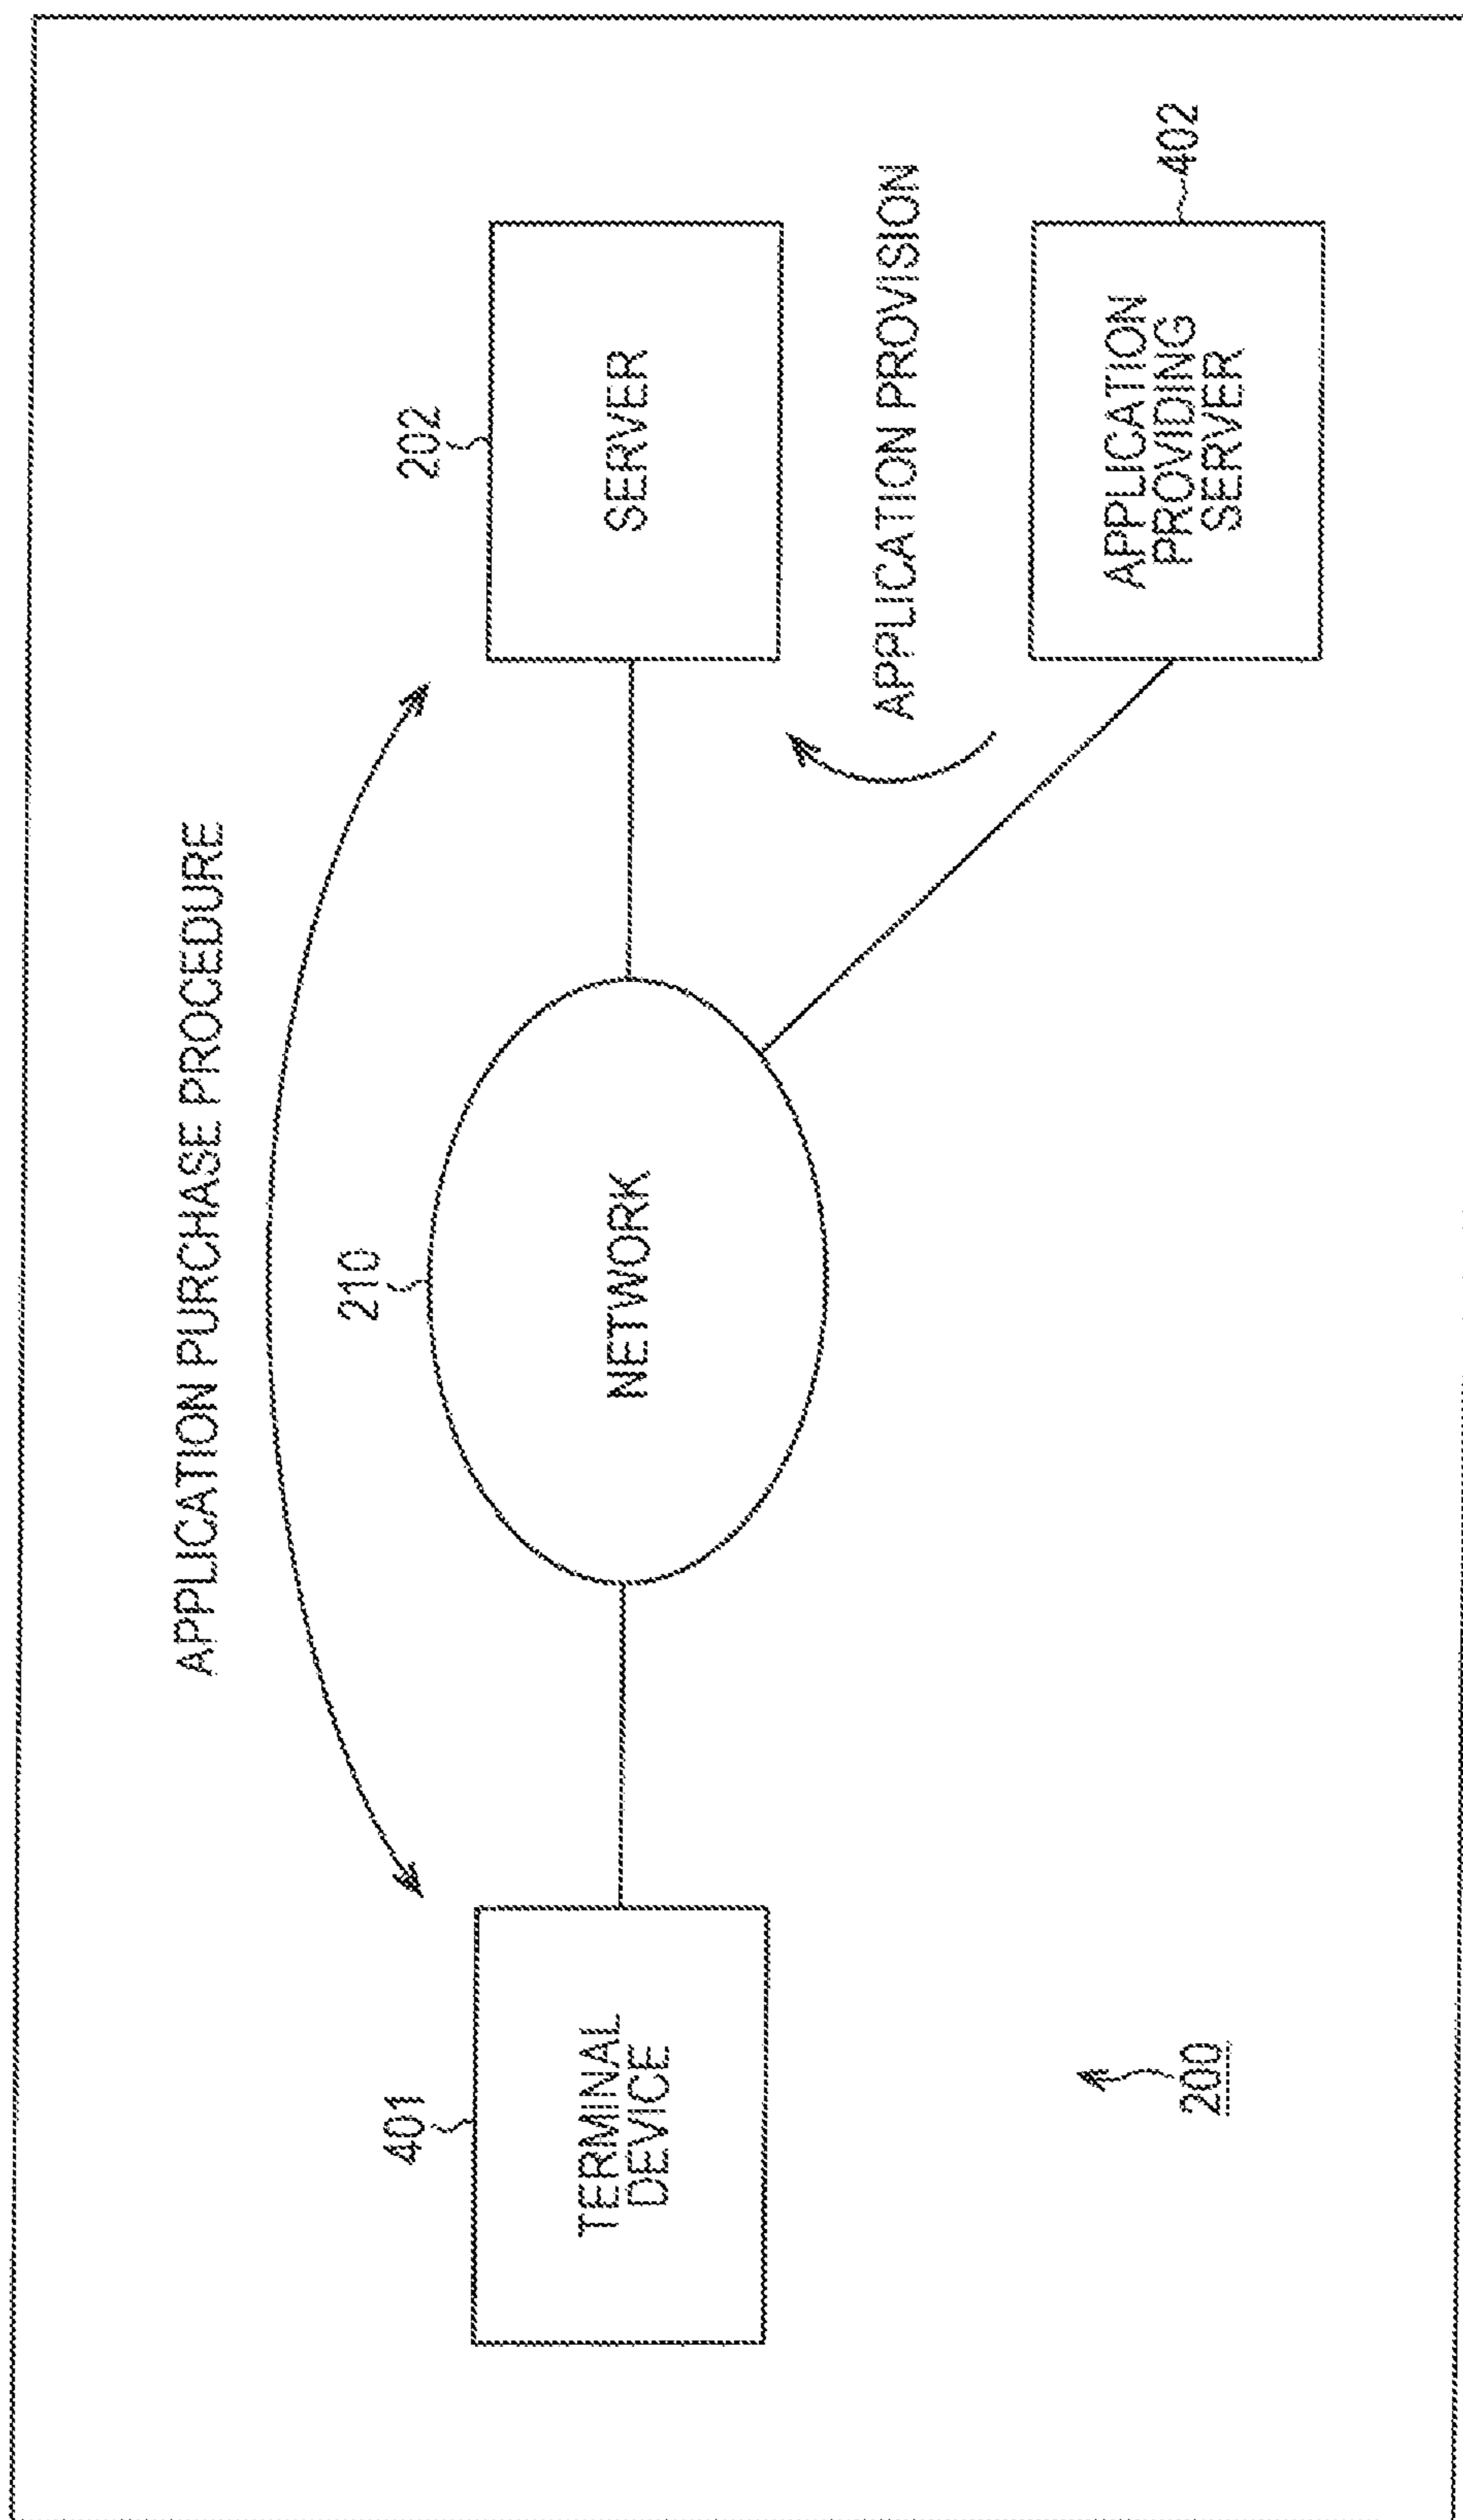 APPLICATION PURCHASE PROCEDURE
401
TERMINAL
DEVICE
210
NETWORK
202
SERVER
APPLICATION PROVISION
APPLICATION
PROVIDING
SERVER
402
200